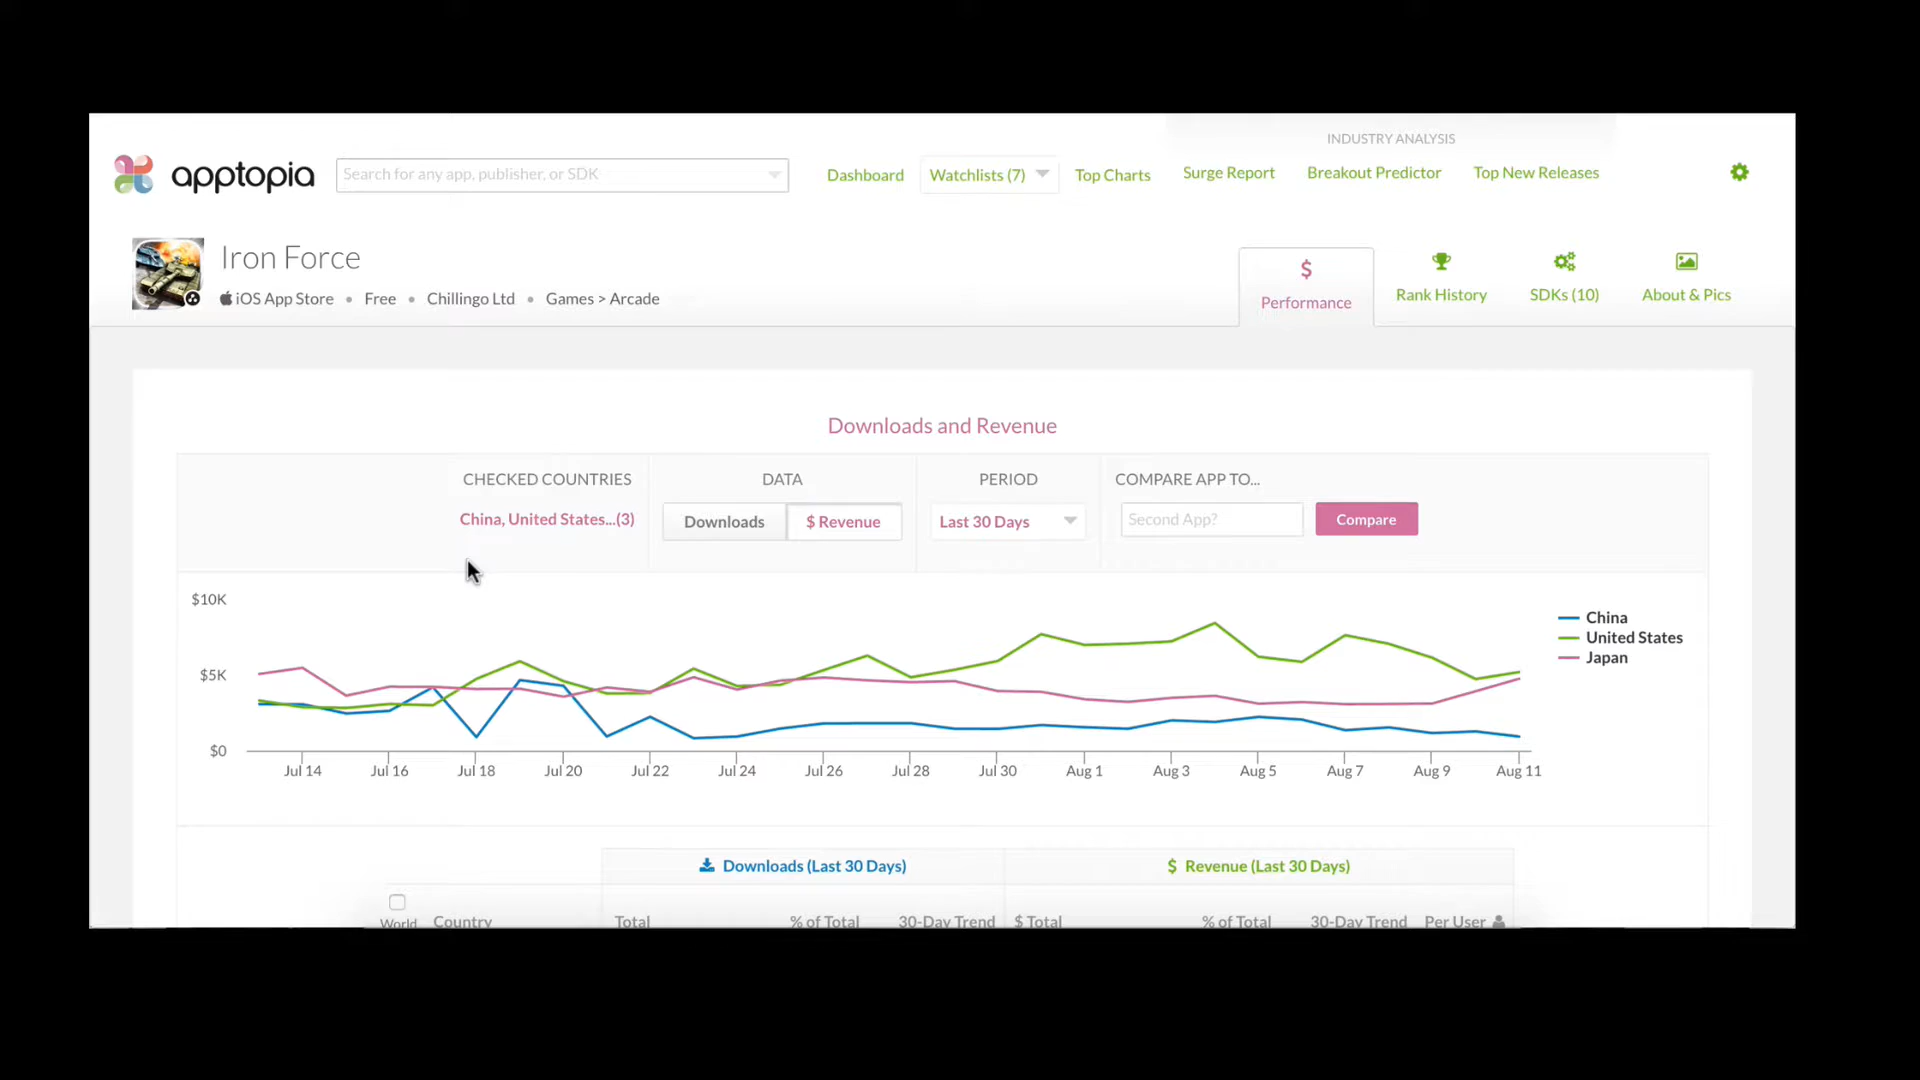 INDUSTRY ANALYSIS
apptopia
Search for any app, publisher, or SDK
Dashboard
Watchlists (7)
Top Charts
Surge Report
Breakout Predictor
Top New Releases
Iron Force
iOS App Store • Free • Chillingo Ltd • Games > Arcade
$
Performance
Rank History
SDKs (10)
About & Pics
Downloads and Revenue
CHECKED COUNTRIES
China, United States...(3)
DATA
Downloads
$ Revenue
PERIOD
Last 30 Days
COMPARE APP TO...
Second App?
Compare
$10K
$5K
$0
China
United States
Japan
Jul 14 Jul 16 Jul 18 Jul 20 Jul 22 Jul 24 Jul 26 Jul 28 Jul 30 Aug 1 Aug 3 Aug 5 Aug 7 Aug 9 Aug 11
Downloads (Last 30 Days)
$ Revenue (Last 30 Days)
World
Country
Total
% of Total
30-Day Trend
$ Total
% of Total
30-Day Trend
Per User